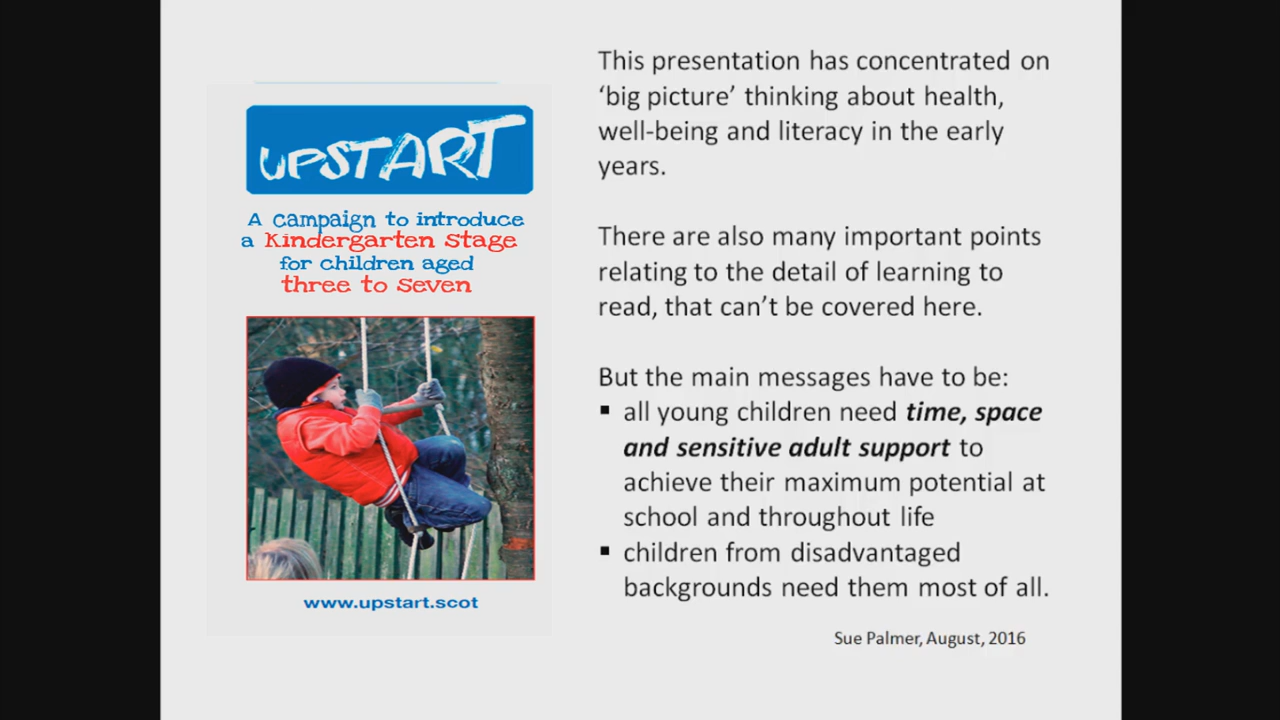 UPSTART
A campaign to introduce
a Kindergarten stage
for children aged
three to seven
www.upstart.scot
This presentation has concentrated on
‘big picture’ thinking about health,
well-being and literacy in the early
years.
There are also many important points
relating to the detail of learning to
read, that can’t be covered here.
But the main messages have to be:
▪ all young children need time, space
and sensitive adult support to
achieve their maximum potential at
school and throughout life
▪ children from disadvantaged
backgrounds need them most of all.
Sue Palmer, August, 2016